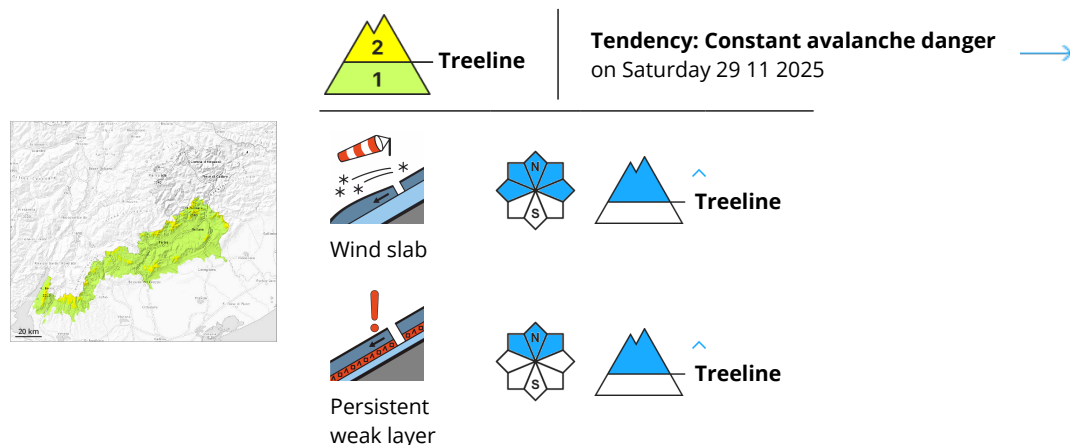 2
1
Treeline
Tendency: Constant avalanche danger
on Saturday 29 11 2025
N
S
Treeline
Wind slab
20 km
N
S
Treeline
Persistent
weak layer